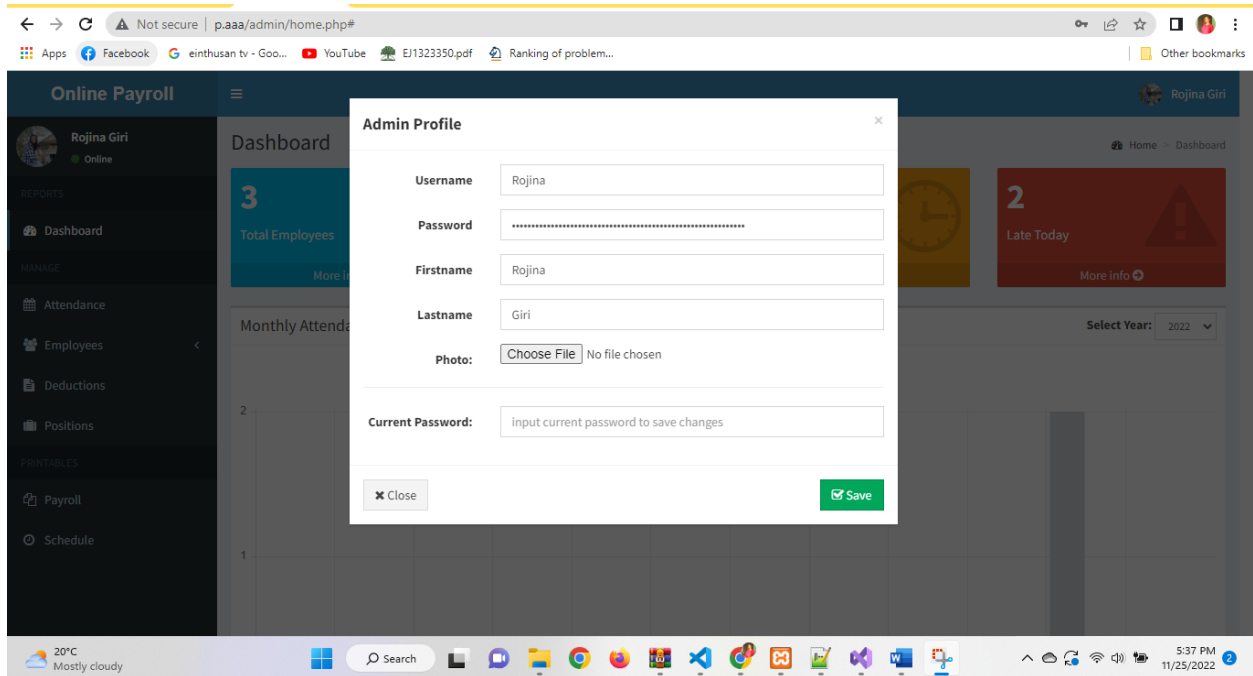 Not secure | p.aaa/admin/home.php#
Apps Facebook einthusan tv - Goo... YouTube EJ1323350.pdf Ranking of problem... Other bookmarks
Online Payroll Rojina Giri
Rojina Giri
Online
Dashboard
Home > Dashboard
REPORTS
Dashboard
MANAGE
Attendance
Employees <
Deductions
Positions
PRINTABLES
Payroll
Schedule
3
Total Employees
More in
2
Late Today
More info
Monthly Attenda
Select Year: 2022
2
1
Admin Profile ×
Username Rojina
Password ••••••••••••••••••••••••••••••••••••••••••••••••••••••••••••
Firstname Rojina
Lastname Giri
Photo: Choose File No file chosen
Current Password: input current password to save changes
Close Save
20°C
Mostly cloudy
Search
5:37 PM
11/25/2022 2